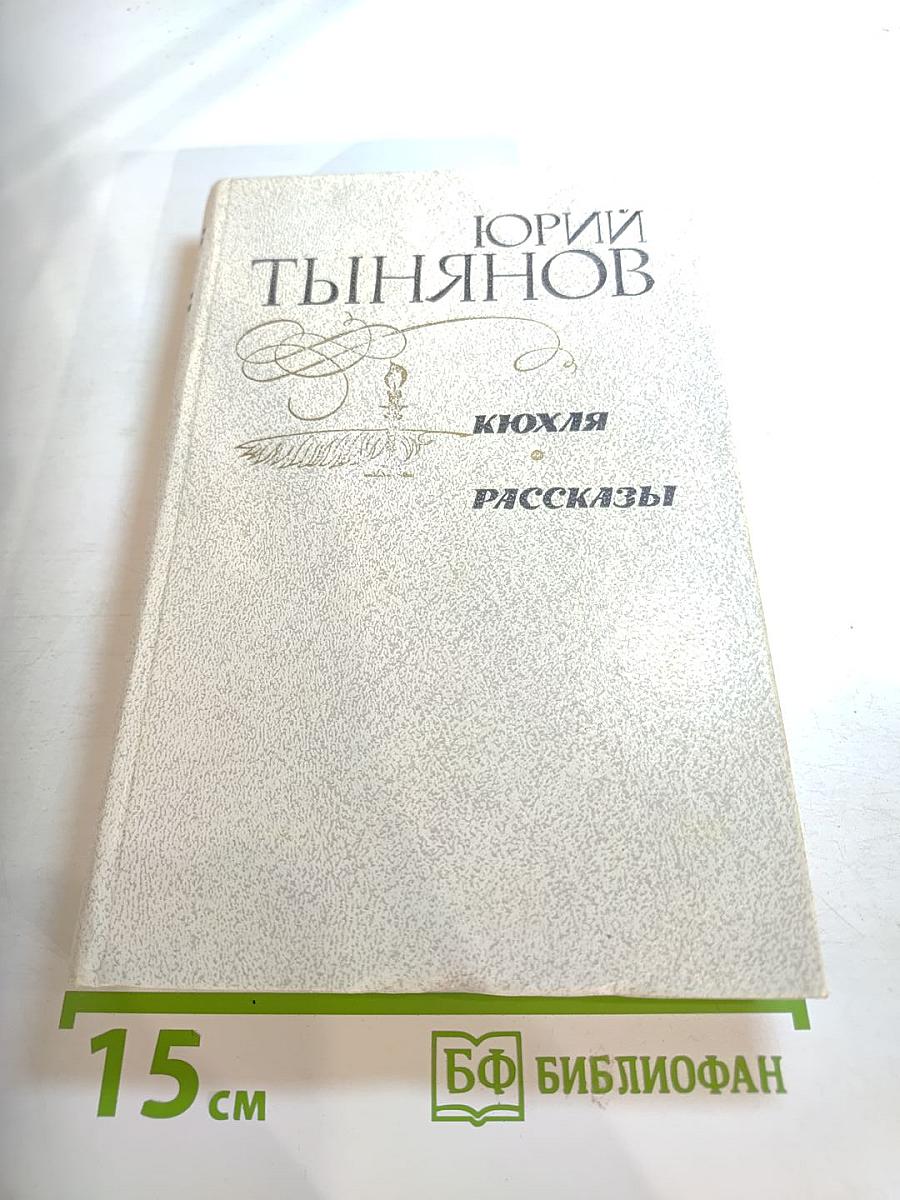 ЮРИЙ
ТЫНЯНОВ
КЮХЛЯ
РАССКАЗЫ
15 см
БФ БИБЛИОФАН